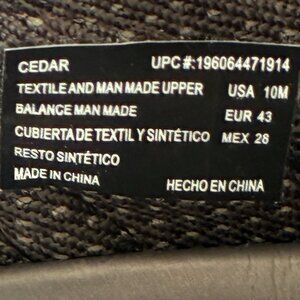 CEDAR UPC #:196064471914
TEXTILE AND MAN MADE UPPER USA 10M
BALANCE MAN MADE EUR 43
CUBIERTA DE TEXTIL Y SINTÉTICO MEX 28
RESTO SINTÉTICO
MADE IN CHINA HECHO EN CHINA